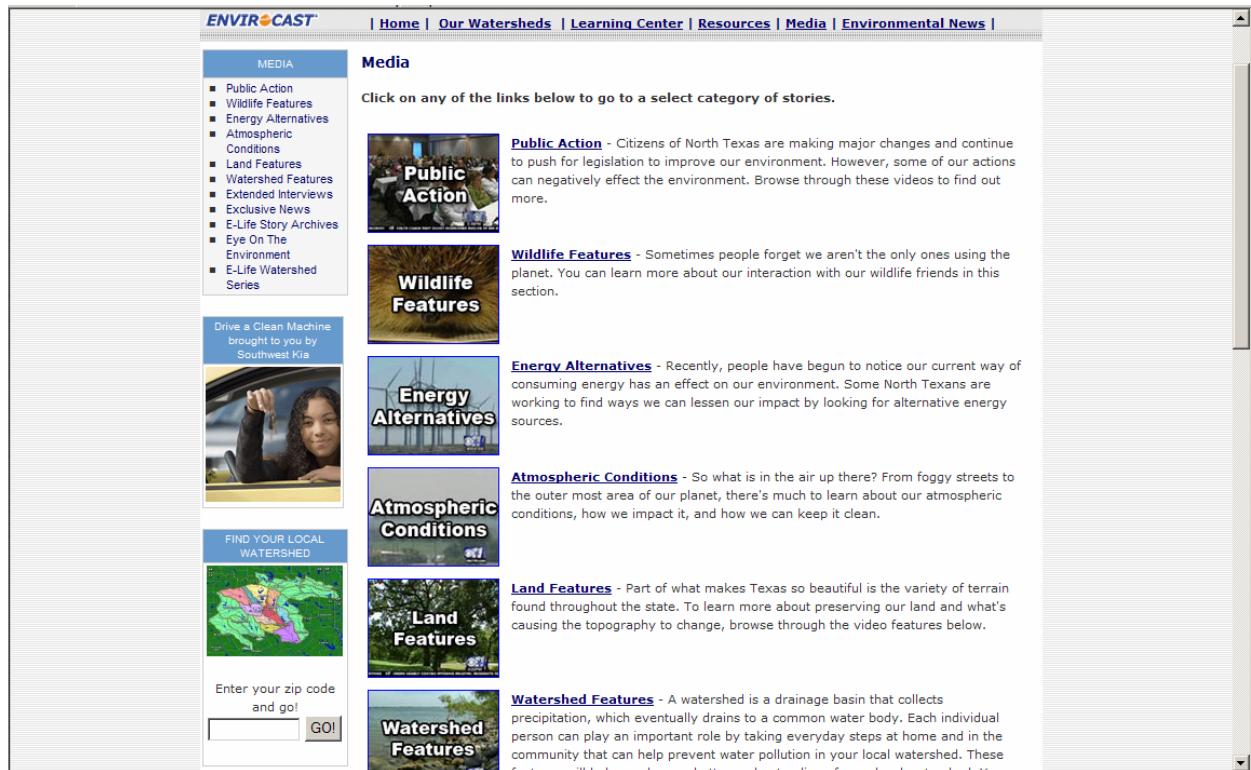 ENVIROCAST
| Home | Our Watersheds | Learning Center | Resources | Media | Environmental News |
MEDIA
Public Action
Wildlife Features
Energy Alternatives
Atmospheric
Conditions
Land Features
Watershed Features
Extended Interviews
Exclusive News
E-Life Story Archives
Eye On The
Environment
E-Life Watershed
Series
Drive a Clean Machine
brought to you by
Southwest Kia
FIND YOUR LOCAL
WATERSHED
Enter your zip code
and go!
GO!
Media
Click on any of the links below to go to a select category of stories.
Public
Action
Public Action - Citizens of North Texas are making major changes and continue
to push for legislation to improve our environment. However, some of our actions
can negatively effect the environment. Browse through these videos to find out
more.
Wildlife
Features
Wildlife Features - Sometimes people forget we aren't the only ones using the
planet. You can learn more about our interaction with our wildlife friends in this
section.
Energy
Alternatives
Energy Alternatives - Recently, people have begun to notice our current way of
consuming energy has an effect on our environment. Some North Texans are
working to find ways we can lessen our impact by looking for alternative energy
sources.
Atmospheric
Conditions
Atmospheric Conditions - So what is in the air up there? From foggy streets to
the outer most area of our planet, there's much to learn about our atmospheric
conditions, how we impact it, and how we can keep it clean.
Land
Features
Land Features - Part of what makes Texas so beautiful is the variety of terrain
found throughout the state. To learn more about preserving our land and what's
causing the topography to change, browse through the video features below.
Watershed
Features
Watershed Features - A watershed is a drainage basin that collects
precipitation, which eventually drains to a common water body. Each individual
person can play an important role by taking everyday steps at home and in the
community that can help prevent water pollution in your local watershed. These